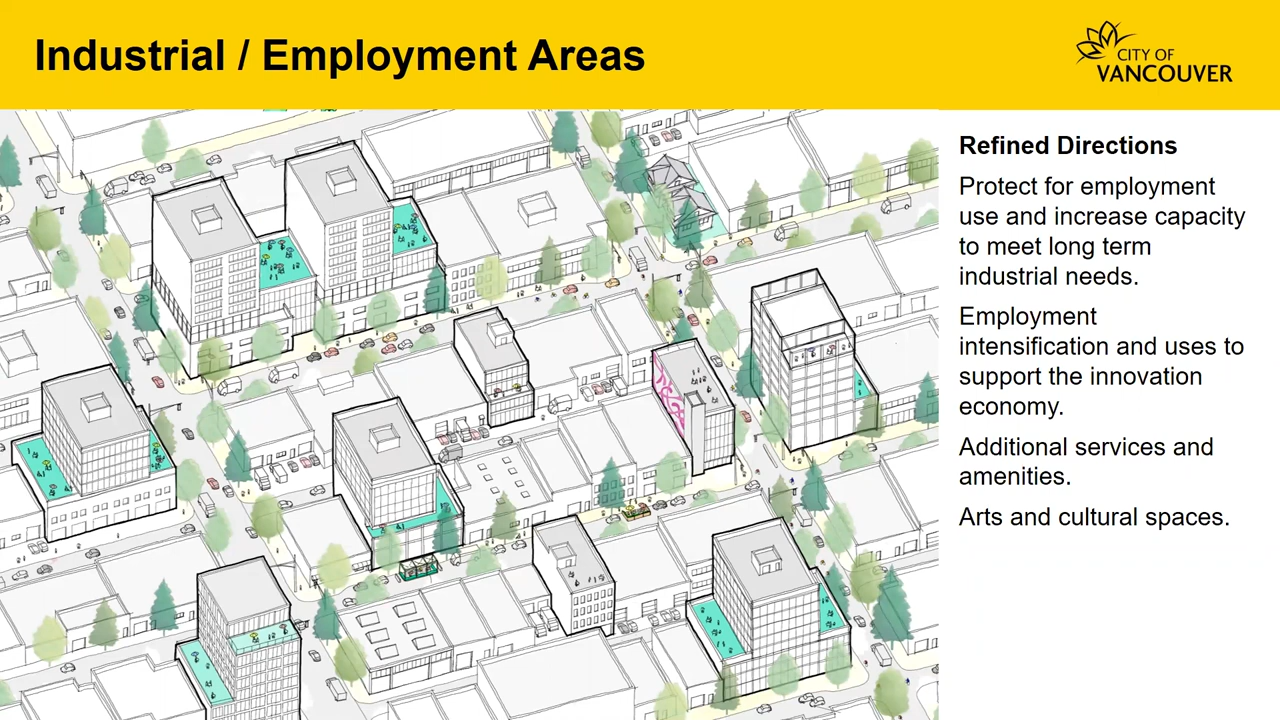 Industrial / Employment Areas
CITY OF
VANCOUVER
Refined Directions
Protect for employment
use and increase capacity
to meet long term
industrial needs.
Employment
intensification and uses to
support the innovation
economy.
Additional services and
amenities.
Arts and cultural spaces.